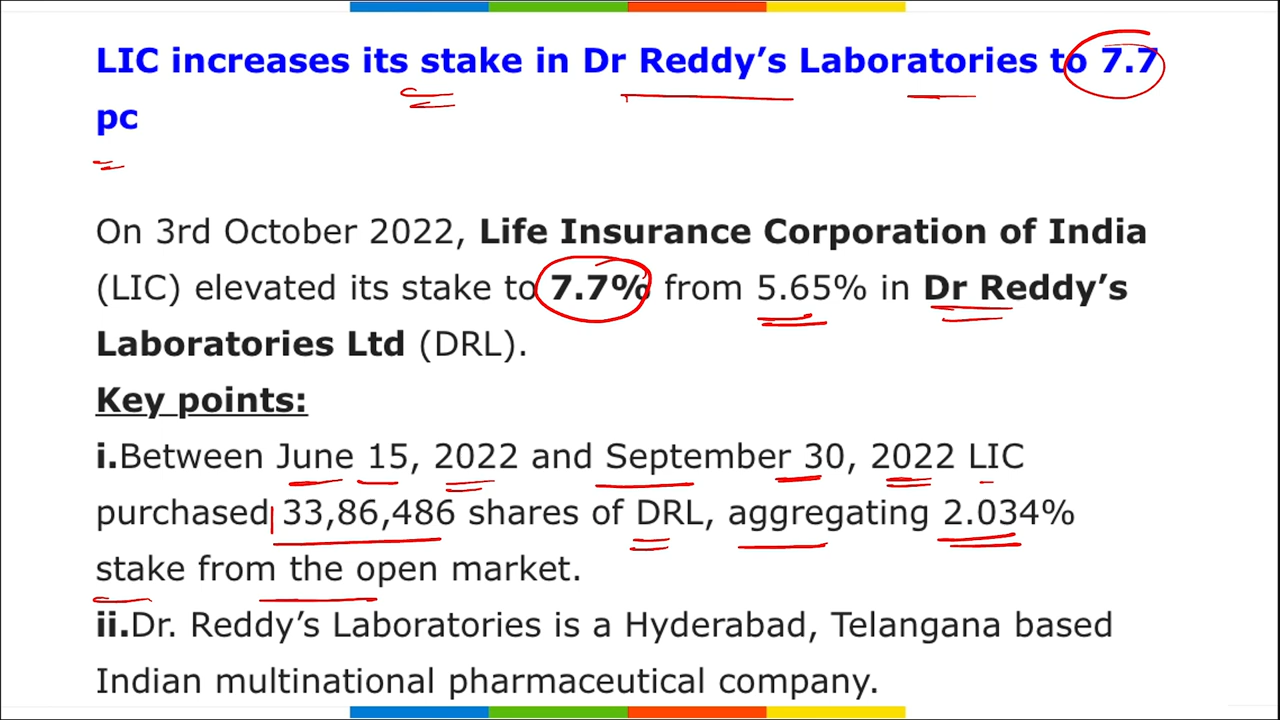 LIC increases its stake in Dr Reddy’s Laboratories to 7.7
pc
On 3rd October 2022, Life Insurance Corporation of India
(LIC) elevated its stake to 7.7% from 5.65% in Dr Reddy’s
Laboratories Ltd (DRL).
Key points:
i.Between June 15, 2022 and September 30, 2022 LIC
purchased 33,86,486 shares of DRL, aggregating 2.034%
stake from the open market.
ii.Dr. Reddy’s Laboratories is a Hyderabad, Telangana based
Indian multinational pharmaceutical company.